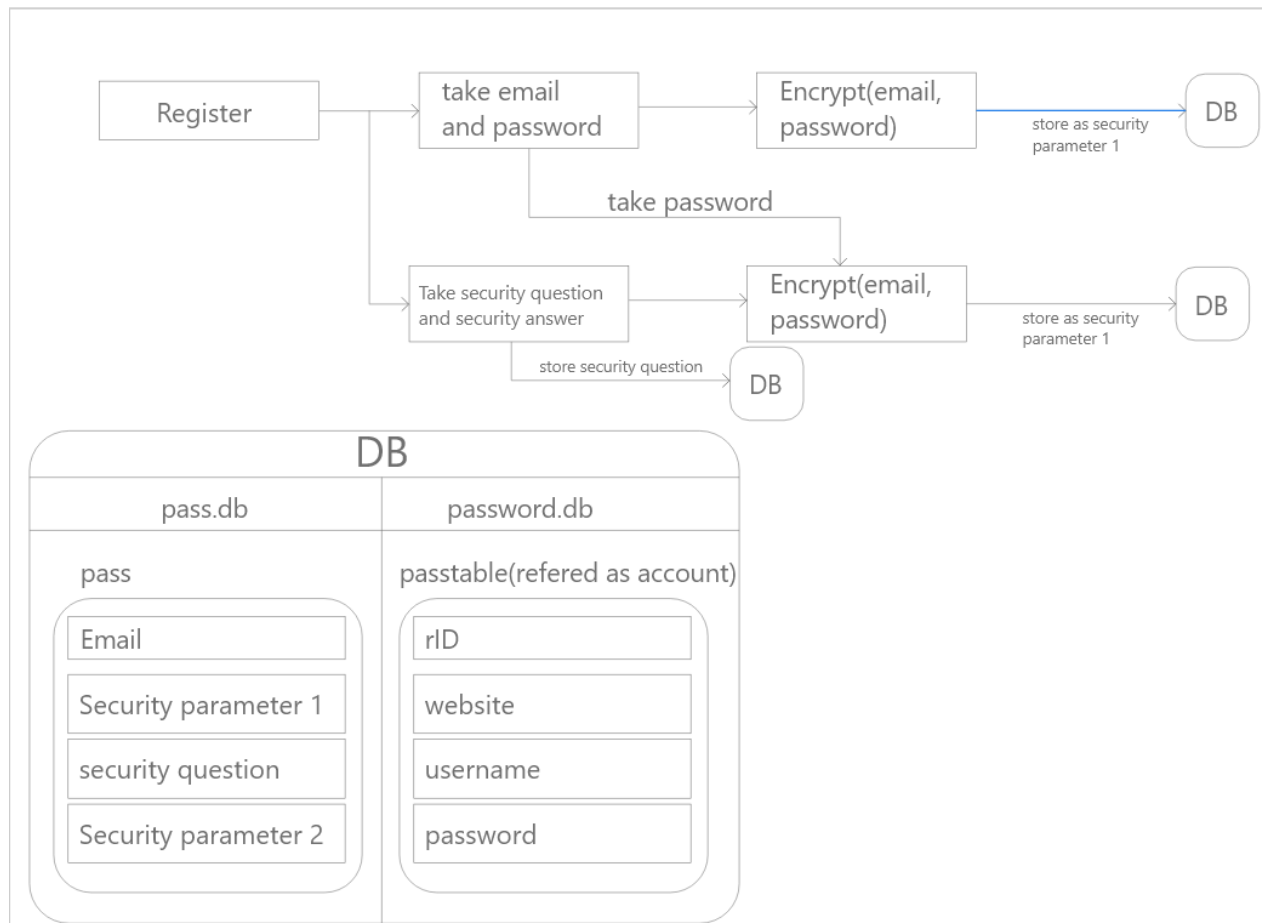 Register
take email
and password
Encrypt(email,
password)
store as security
parameter 1
DB
take password
Take security question
and security answer
Encrypt(email,
password)
store as security
parameter 1
DB
store security question
DB
DB
pass.db
password.db
pass
passtable(refered as account)
Email
rID
Security parameter 1
website
security question
username
Security parameter 2
password